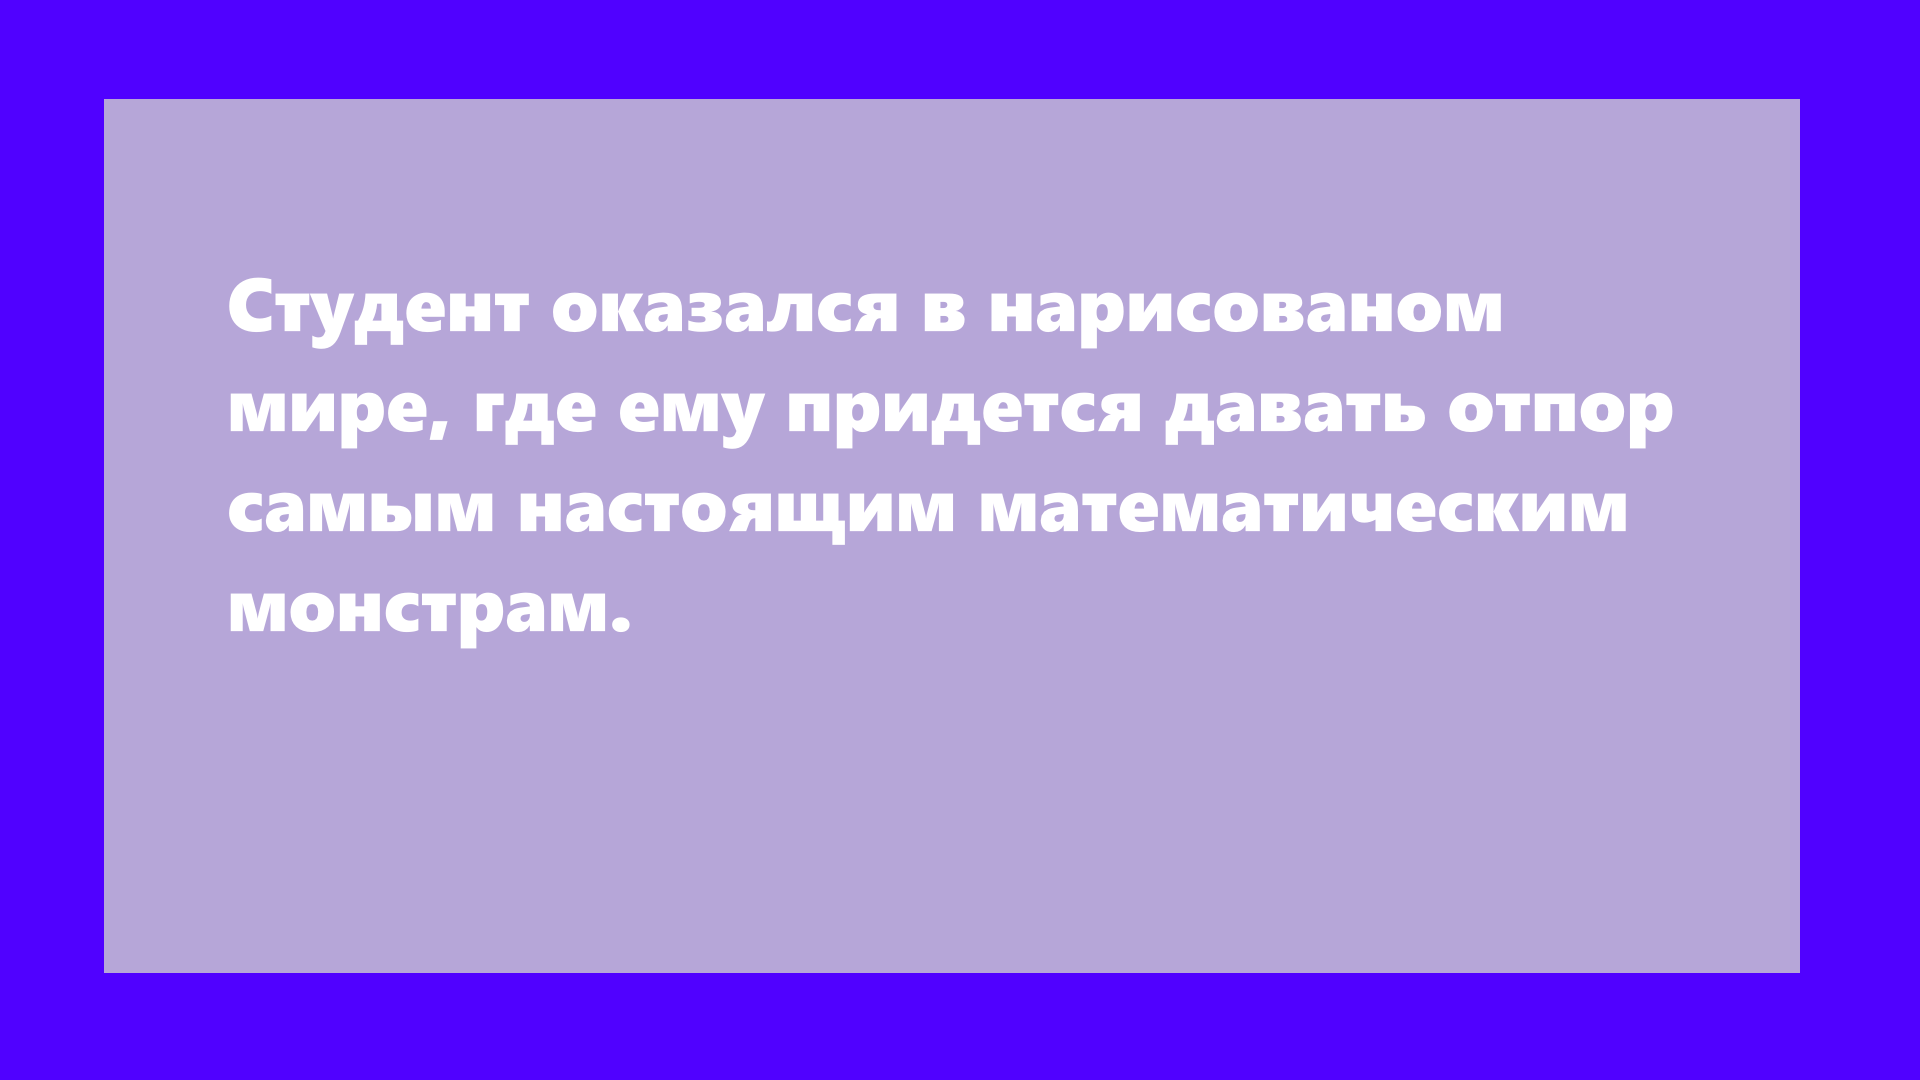 Студент оказался в нарисованом
мире, где ему придется давать отпор
самым настоящим математическим
монстрам.